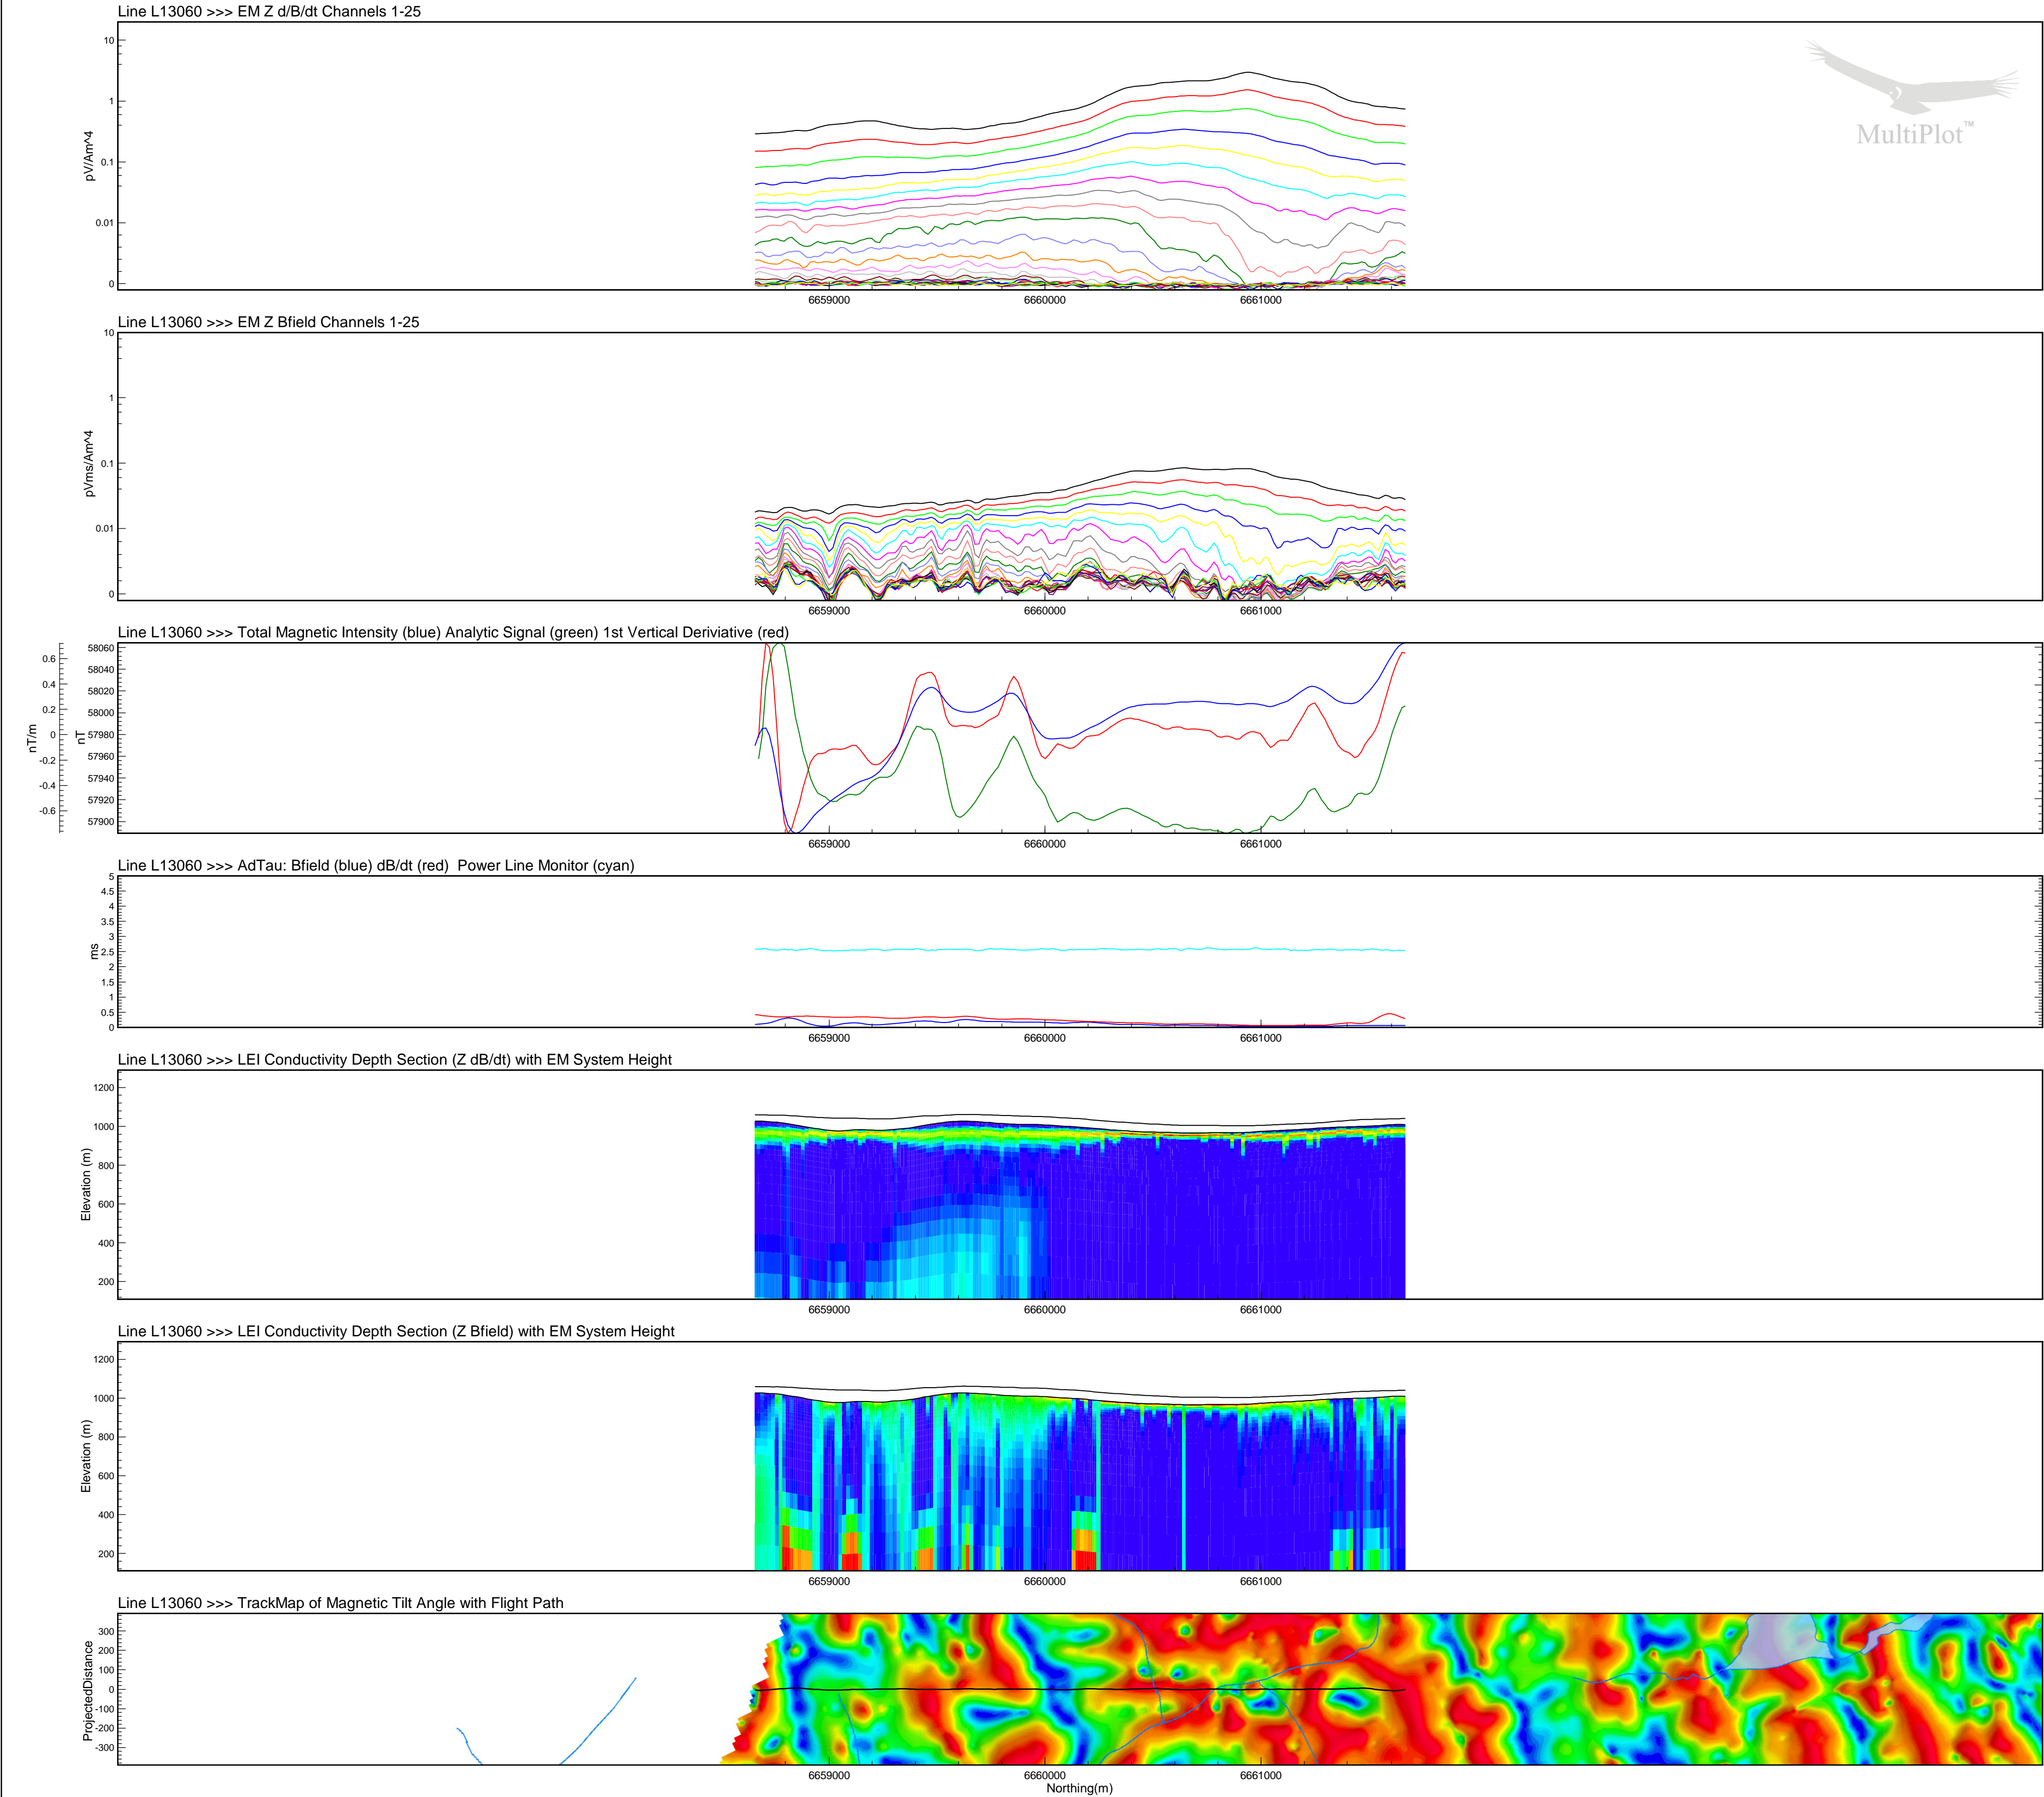 Line L13060 >>> EM Z d/B/dt Channels 1-25
10
1
0.1
0.01
0
pV/Am^4
6659000 6660000 6661000
MultiPlot™
Line L13060 >>> EM Z Bfield Channels 1-25
10
1
0.1
0.01
0
pVms/Am^4
6659000 6660000 6661000
Line L13060 >>> Total Magnetic Intensity (blue) Analytic Signal (green) 1st Vertical Deriviative (red)
0.6
0.4
0.2
0
-0.2
-0.4
-0.6
nT/m
58060
58040
58020
58000
57980
57960
57940
57920
57900
nT
6659000 6660000 6661000
Line L13060 >>> AdTau: Bfield (blue) dB/dt (red) Power Line Monitor (cyan)
5
4.5
4
3.5
3
2.5
2
1.5
1
0.5
0
ms
6659000 6660000 6661000
Line L13060 >>> LEI Conductivity Depth Section (Z dB/dt) with EM System Height
1200
1000
800
600
400
200
Elevation (m)
6659000 6660000 6661000
Line L13060 >>> LEI Conductivity Depth Section (Z Bfield) with EM System Height
1200
1000
800
600
400
200
Elevation (m)
6659000 6660000 6661000
Line L13060 >>> TrackMap of Magnetic Tilt Angle with Flight Path
300
200
100
0
-100
-200
-300
ProjectedDistance
6659000 6660000 6661000
Northing(m)